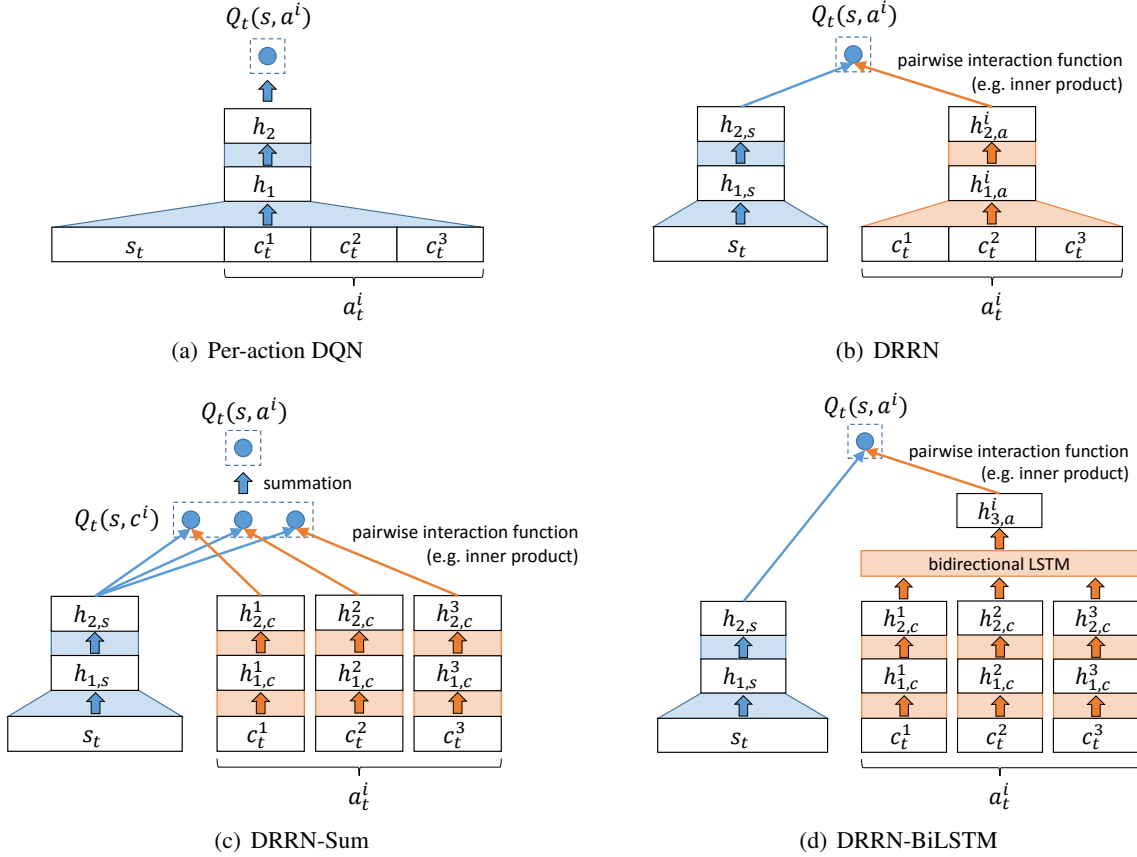 Q_t(s, a^i)
h_2
h_1
s_t c_t^1 c_t^2 c_t^3
a_t^i
(a) Per-action DQN
Q_t(s, a^i)
pairwise interaction function
(e.g. inner product)
h_{2,s} h_{2,a}^i
h_{1,s} h_{1,a}^i
s_t c_t^1 c_t^2 c_t^3
a_t^i
(b) DRRN
Q_t(s, a^i)
summation
Q_t(s, c^i)
pairwise interaction function
(e.g. inner product)
h_{2,s} h_{2,c}^1 h_{2,c}^2 h_{2,c}^3
h_{1,s} h_{1,c}^1 h_{1,c}^2 h_{1,c}^3
s_t c_t^1 c_t^2 c_t^3
a_t^i
(c) DRRN-Sum
Q_t(s, a^i)
pairwise interaction function
(e.g. inner product)
h_{3,a}^i
bidirectional LSTM
h_{2,s} h_{2,c}^1 h_{2,c}^2 h_{2,c}^3
h_{1,s} h_{1,c}^1 h_{1,c}^2 h_{1,c}^3
s_t c_t^1 c_t^2 c_t^3
a_t^i
(d) DRRN-BiLSTM